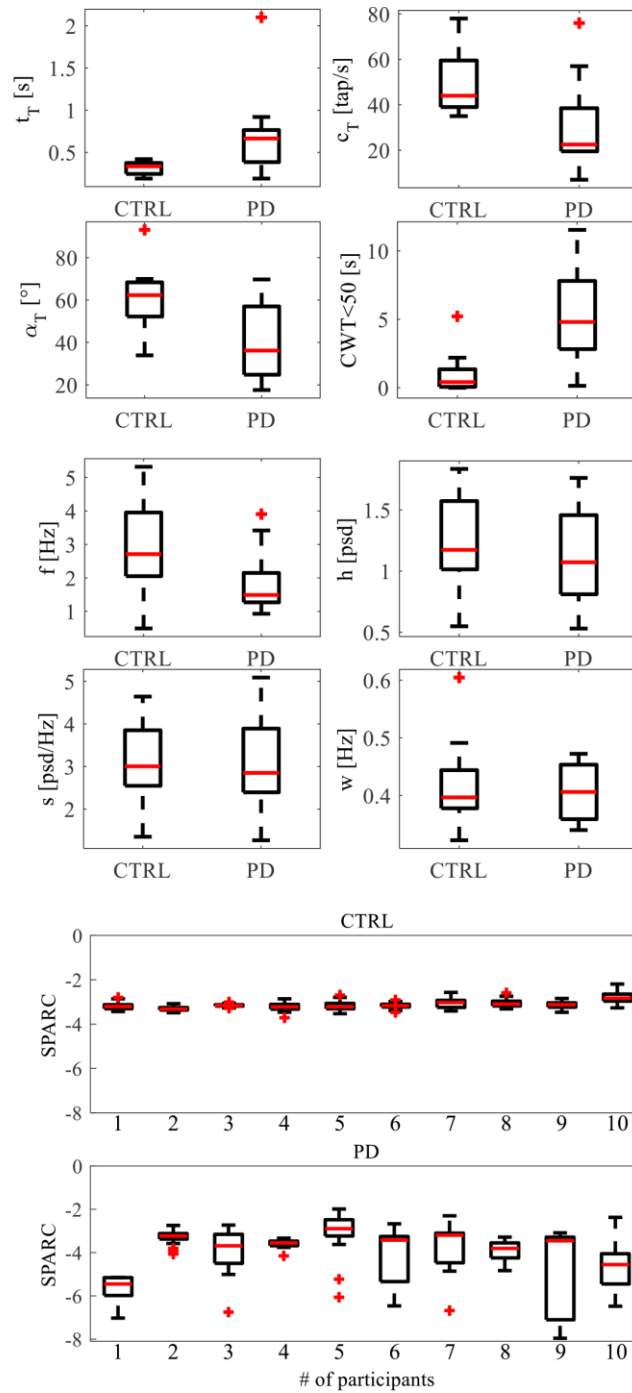 t_T [s]
2
1.5
1
0.5
CTRL PD
c_T [tap/s]
80
60
40
20
CTRL PD
α_T [°]
80
60
40
20
CTRL PD
CWT<50 [s]
10
5
0
CTRL PD
f [Hz]
5
4
3
2
1
CTRL PD
h [psd]
1.5
1
0.5
CTRL PD
s [psd/Hz]
5
4
3
2
CTRL PD
w [Hz]
0.6
0.5
0.4
CTRL PD
CTRL
SPARC
0
-2
-4
-6
-8
1 2 3 4 5 6 7 8 9 10
PD
SPARC
0
-2
-4
-6
-8
1 2 3 4 5 6 7 8 9 10
# of participants